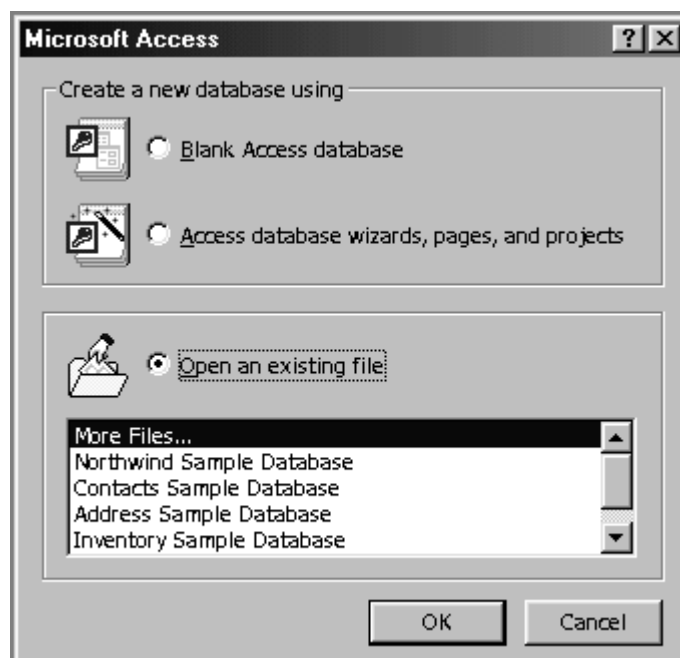 Microsoft Access
Create a new database using
Blank Access database
Access database wizards, pages, and projects
Open an existing file
More Files...
Northwind Sample Database
Contacts Sample Database
Address Sample Database
Inventory Sample Database
OK Cancel